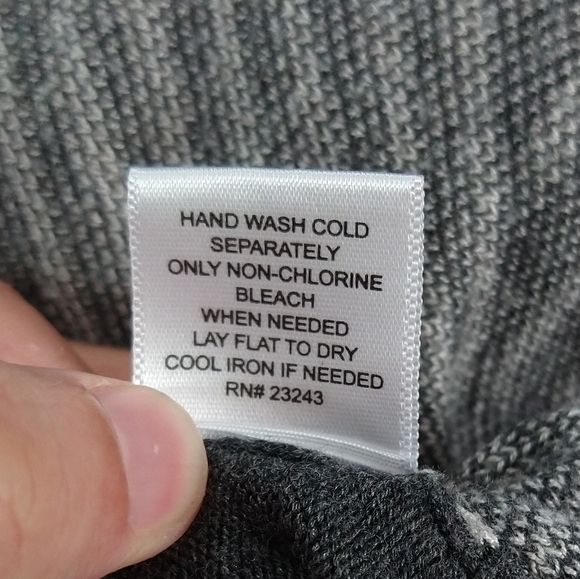 HAND WASH COLD
SEPARATELY
ONLY NON-CHLORINE
BLEACH
WHEN NEEDED
LAY FLAT TO DRY
COOL IRON IF NEEDED
RN# 23243